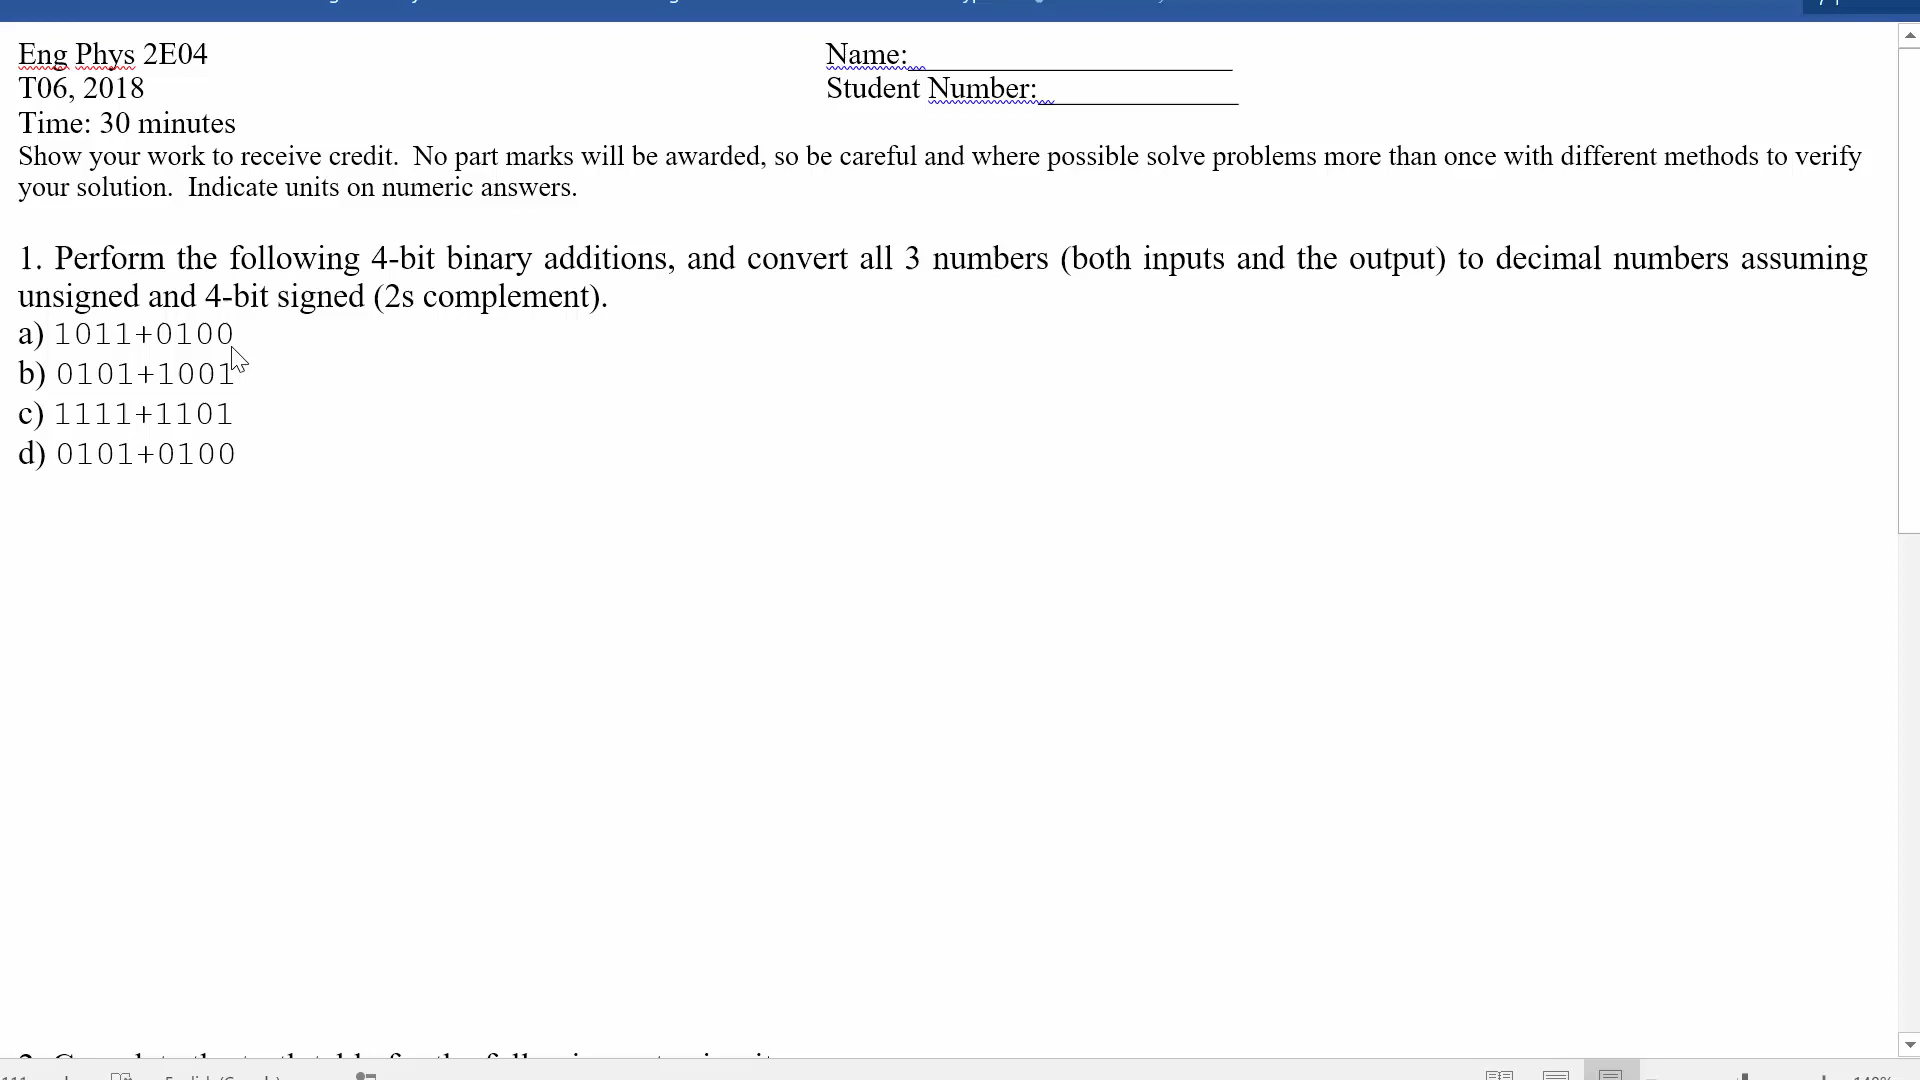 Eng Phys 2E04
Name:
T06, 2018
Student Number:
Time: 30 minutes
Show your work to receive credit.  No part marks will be awarded, so be careful and where possible solve problems more than once with different methods to verify
your solution.  Indicate units on numeric answers.
1. Perform the following 4-bit binary additions, and convert all 3 numbers (both inputs and the output) to decimal numbers assuming
unsigned and 4-bit signed (2s complement).
a) 1011+0100
b) 0101+1001
c) 1111+1101
d) 0101+0100